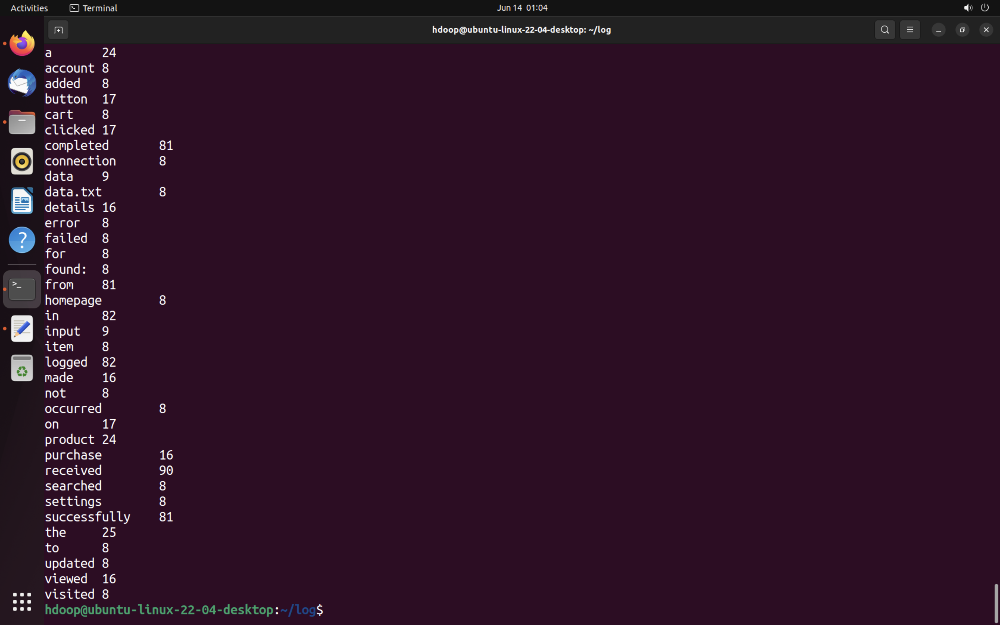 Activities Terminal Jun 14 01:04
hdoop@ubuntu-linux-22-04-desktop: ~/log
a 24
account 8
added 8
button 17
cart 8
clicked 17
completed 81
connection 8
data 9
data.txt 8
details 16
error 8
failed 8
for 8
found: 8
from 81
homepage 8
in 82
input 9
item 8
logged 82
made 16
not 8
occurred 8
on 17
product 24
purchase 16
received 90
searched 8
settings 8
successfully 81
the 25
to 8
updated 8
viewed 16
visited 8
hdoop@ubuntu-linux-22-04-desktop:~/log$